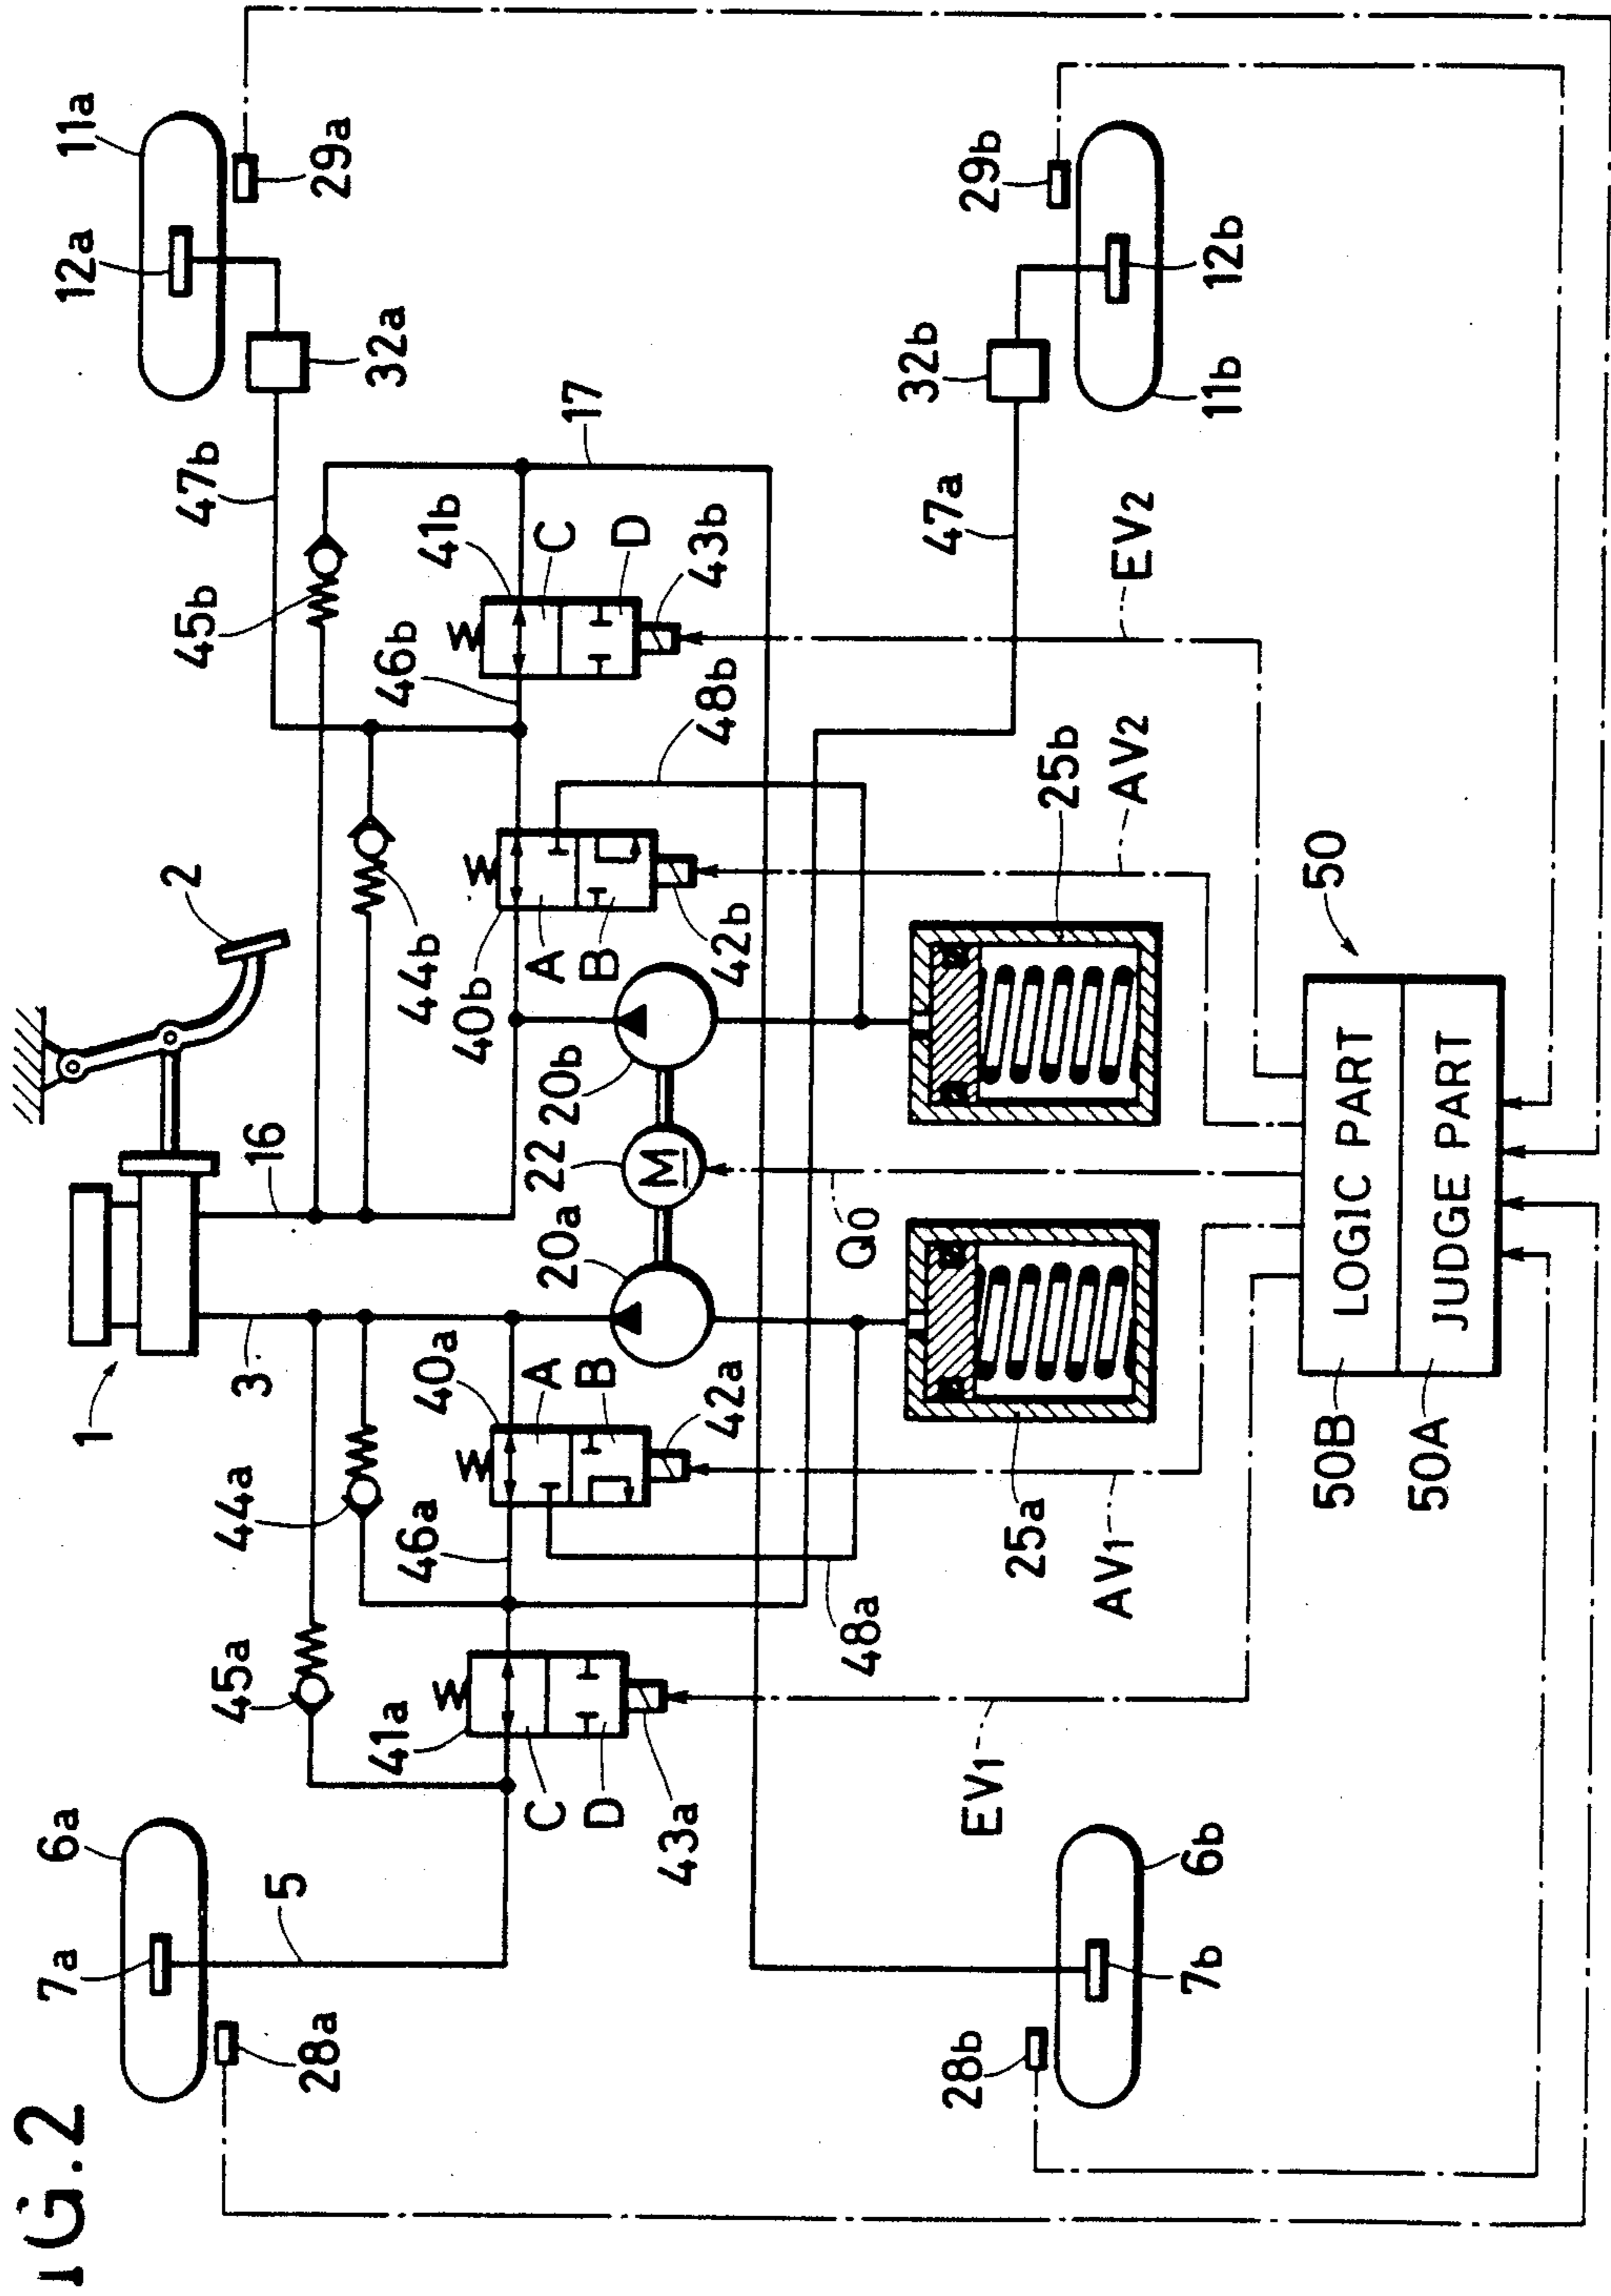 FIG.2
6a
7a
5
28a
45a
44a
3
1
16
2
12a
11a
29a
32a
47b
45b
44b
46b
41b
17
C
D
43b
48b
40b
A
B
42b
41a
C
D
43a
46a
40a
A
B
42a
48a
20a
22
M
20b
25a
25b
Q0
AV1
EV1
AV2
EV2
47a
32b
29b
12b
11b
28b
7b
6b
50
LOGIC PART
JUDGE PART
50B
50A